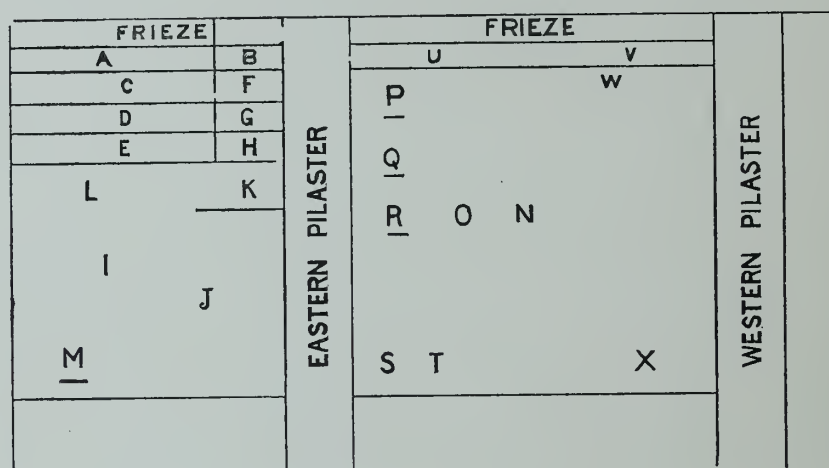 FRIEZE
A B
C F
D G
E H
L K
I
J
M
EASTERN PILASTER
FRIEZE
U V
W
P
Q
R O N
S T X
WESTERN PILASTER